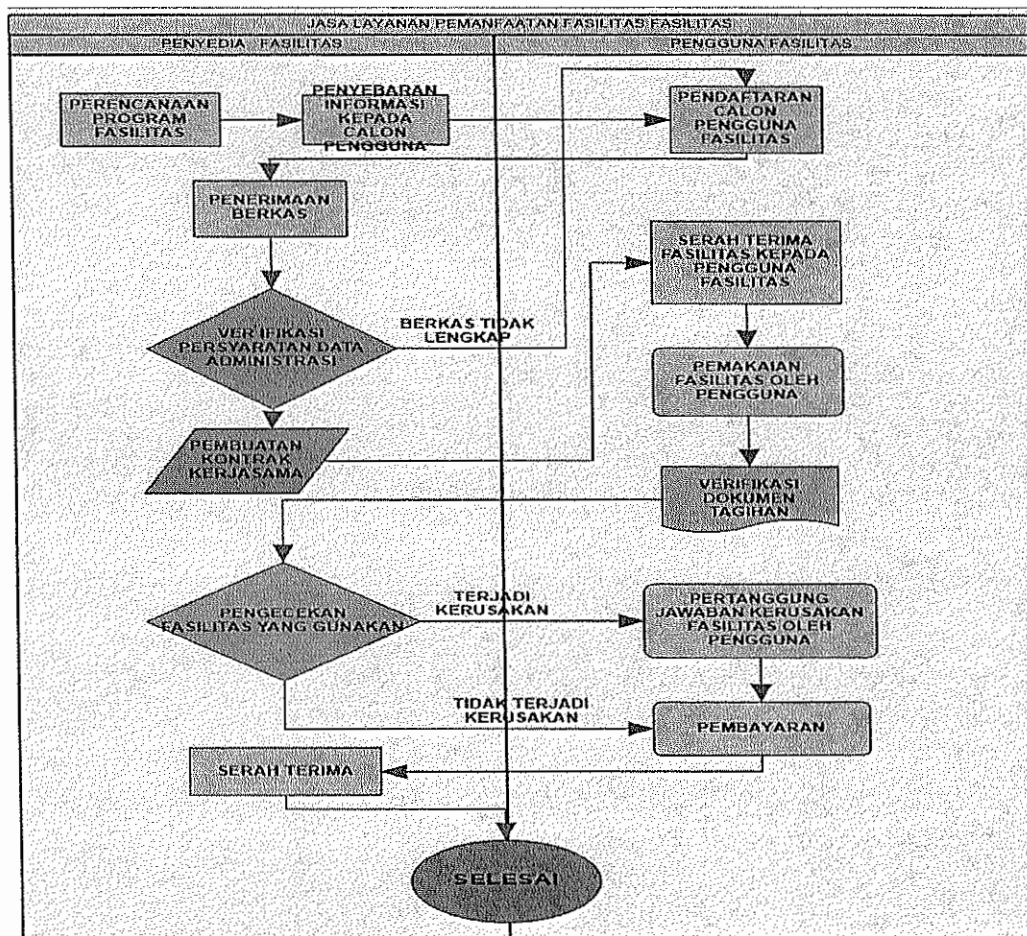 JASA LAYANAN PEMANFAATAN FASILITAS FASILITAS
PENYEDIA FASILITAS
PENGGUNA FASILITAS
PERENCANAAN
PROGRAM
FASILITAS
PENYEBARAN
INFORMASI
KEPADA
CALON
PENGGUNA
PENDAFTARAN
CALON
PENGGUNA
FASILITAS
PENERIMAAN
BERKAS
SERAH TERIMA
FASILITAS KEPADA
PENGGUNA
FASILITAS
VERIFIKASI
PERSYARATAN DATA
ADMINISTRASI
BERKAS TIDAK
LENGKAP
PEMAKAIAN
FASILITAS OLEH
PENGGUNA
PEMBUATAN
KONTRAK
KERJASAMA
VERIFIKASI
DOKUMEN
TAGIHAN
PENGECEKAN
FASILITAS YANG GUNAKAN
TERJADI
KERUSAKAN
PERTANGGUNG
JAWABAN KERUSAKAN
FASILITAS OLEH
PENGGUNA
TIDAK TERJADI
KERUSAKAN
PEMBAYARAN
SERAH TERIMA
SELESAI